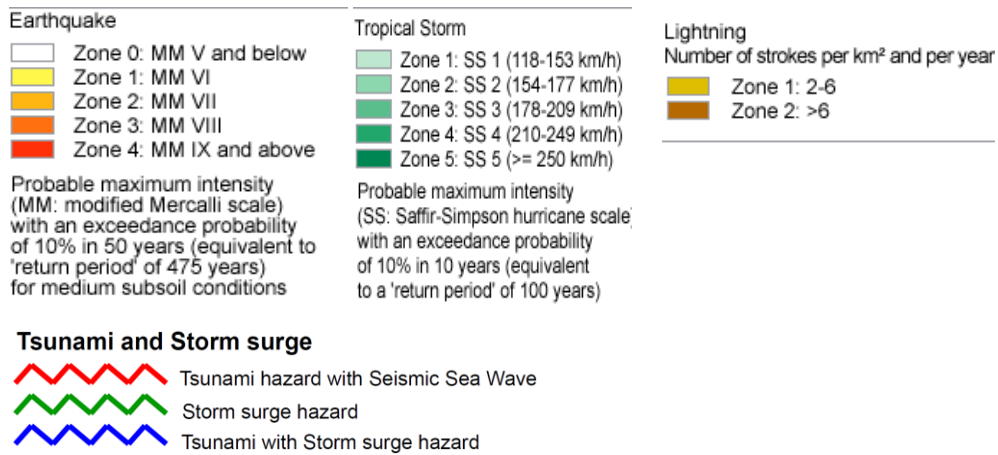 Earthquake
Zone 0: MM V and below
Zone 1: MM VI
Zone 2: MM VII
Zone 3: MM VIII
Zone 4: MM IX and above
Probable maximum intensity
(MM: modified Mercalli scale)
with an exceedance probability
of 10% in 50 years (equivalent to
'return period' of 475 years)
for medium subsoil conditions
Tropical Storm
Zone 1: SS 1 (118-153 km/h)
Zone 2: SS 2 (154-177 km/h)
Zone 3: SS 3 (178-209 km/h)
Zone 4: SS 4 (210-249 km/h)
Zone 5: SS 5 (>= 250 km/h)
Probable maximum intensity
(SS: Saffir-Simpson hurricane scale)
with an exceedance probability
of 10% in 10 years (equivalent
to a 'return period' of 100 years)
Lightning
Number of strokes per km² and per year
Zone 1: 2-6
Zone 2: >6
Tsunami and Storm surge
Tsunami hazard with Seismic Sea Wave
Storm surge hazard
Tsunami with Storm surge hazard